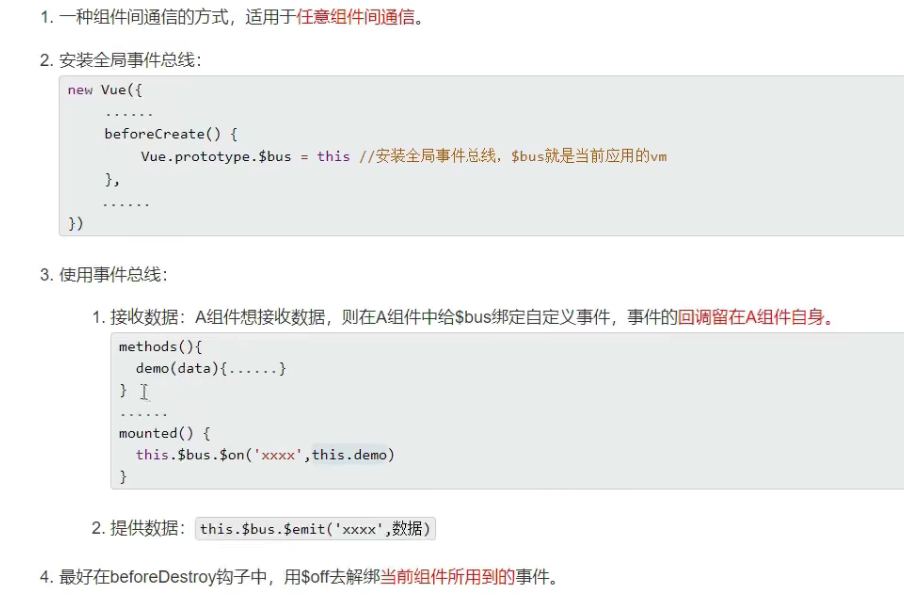 1. 一种组件间通信的方式，适用于任意组件间通信。
2. 安装全局事件总线：
new Vue({
......
beforeCreate() {
Vue.prototype.$bus = this //安装全局事件总线，$bus就是当前应用的vm
},
......
})
3. 使用事件总线：
1. 接收数据：A组件想接收数据，则在A组件中给$bus绑定自定义事件，事件的回调留在A组件自身。
methods(){
demo(data){......}
}
......
mounted() {
this.$bus.$on('xxxx',this.demo)
}
2. 提供数据：this.$bus.$emit('xxxx',数据)
4. 最好在beforeDestroy钩子中，用$off去解绑当前组件所用到的事件。